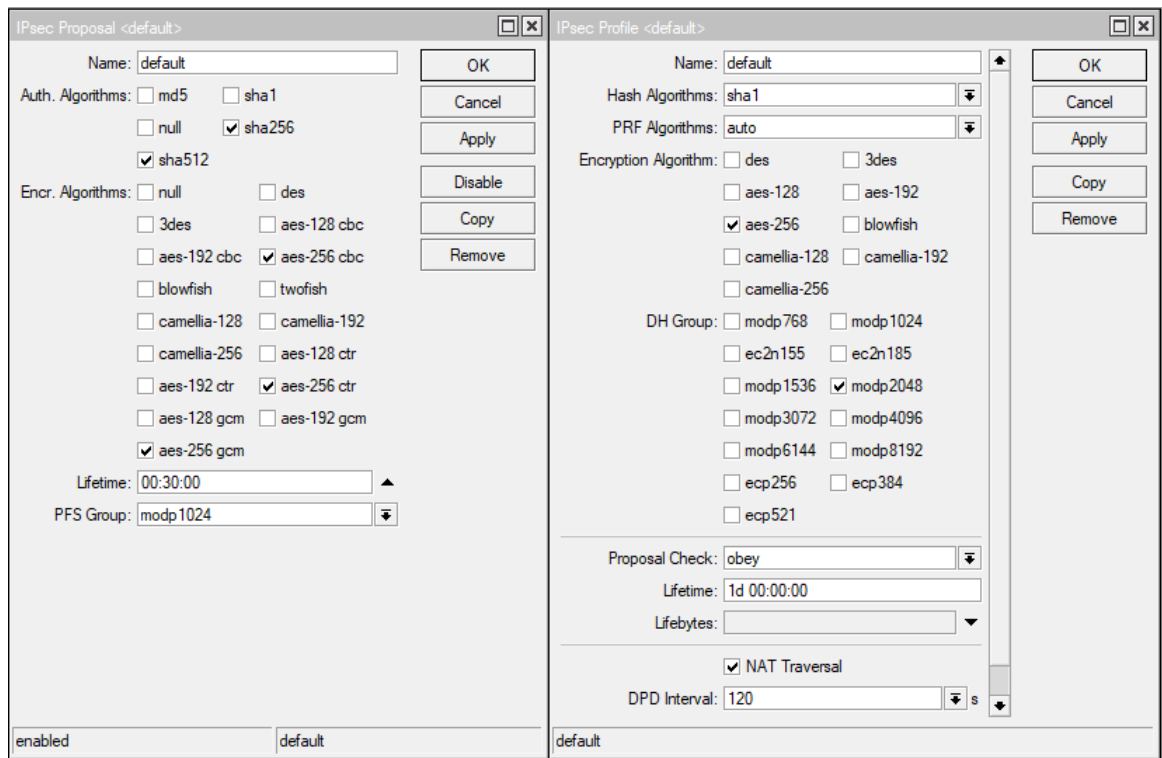 IPsec Proposal <default>
Name: default
OK
Auth. Algorithms: md5 sha1
Cancel
null sha256
Apply
sha512
Encr. Algorithms: null des
Disable
3des aes-128 cbc
Copy
aes-192 cbc aes-256 cbc
Remove
blowfish twofish
camellia-128 camellia-192
camellia-256 aes-128 ctr
aes-192 ctr aes-256 ctr
aes-128 gcm aes-192 gcm
aes-256 gcm
Lifetime: 00:30:00
PFS Group: modp1024
enabled default
IPsec Profile <default>
Name: default
OK
Hash Algorithms: sha1
Cancel
PRF Algorithms: auto
Apply
Encryption Algorithm: des 3des
aes-128 aes-192
Copy
aes-256 blowfish
Remove
camellia-128 camellia-192
camellia-256
DH Group: modp768 modp1024
ec2n155 ec2n185
modp1536 modp2048
modp3072 modp4096
modp6144 modp8192
ecp256 ecp384
ecp521
Proposal Check: obey
Lifetime: 1d 00:00:00
Lifebytes:
NAT Traversal
DPD Interval: 120 s
default